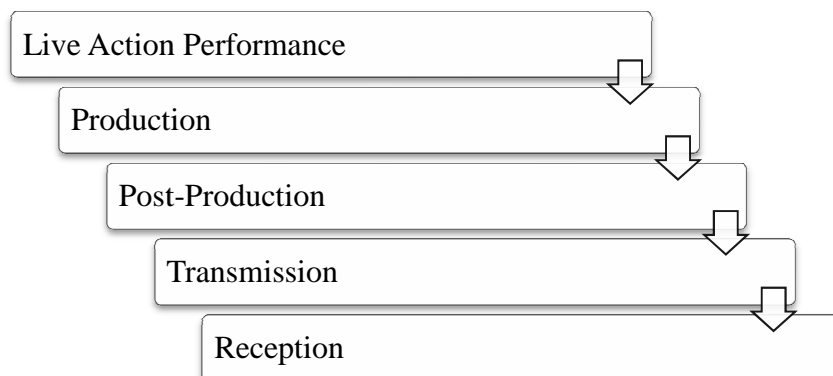 Live Action Performance
Production
Post-Production
Transmission
Reception